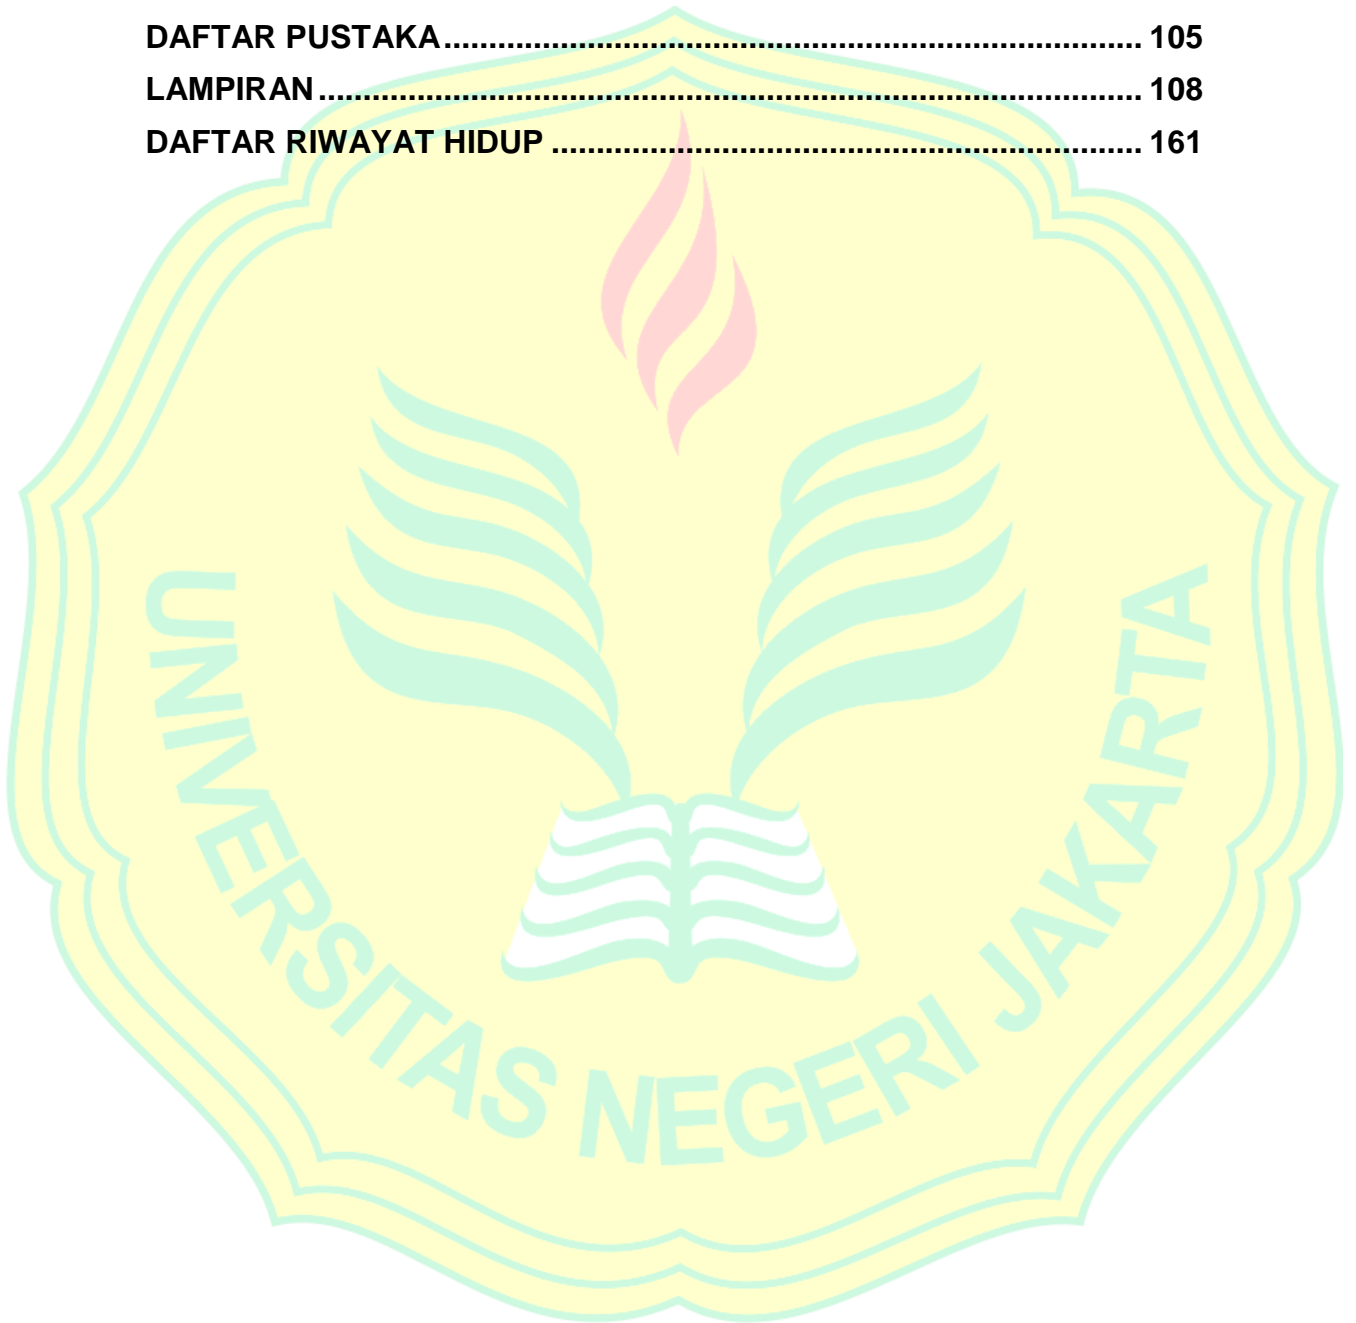 DAFTAR PUSTAKA.............................................................................. 105
LAMPIRAN............................................................................................ 108
DAFTAR RIWAYAT HIDUP .................................................................. 161
UNIVERSITAS NEGERI JAKARTA